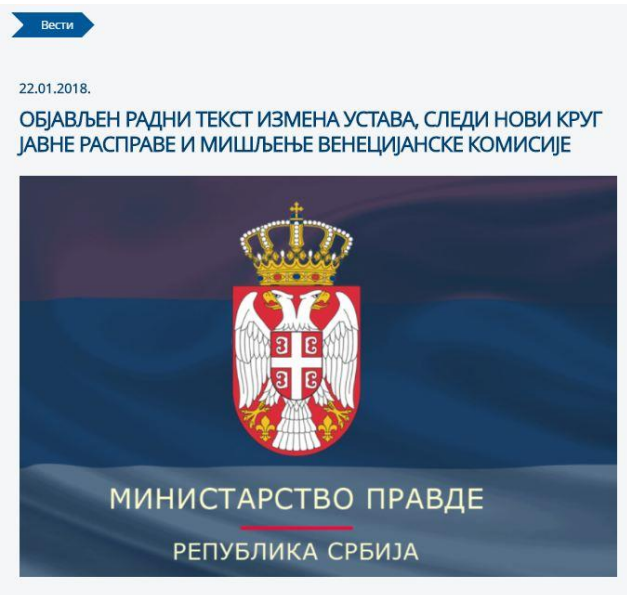 Вести
22.01.2018.
ОБЈАВЉЕН РАДНИ ТЕКСТ ИЗМЕНА УСТАВА, СЛЕДИ НОВИ КРУГ
ЈАВНЕ РАСПРАВЕ И МИШЉЕЊЕ ВЕНЕЦИЈАНСКЕ КОМИСИЈЕ
МИНИСТАРСТВО ПРАВДЕ
РЕПУБЛИКА СРБИЈА